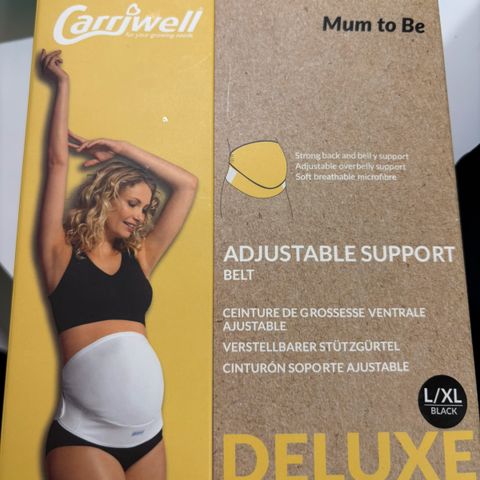 Carriwell
for your growing needs
Mum to Be
Strong back and belly support
Adjustable overbelly support
Soft breathable microfibre
ADJUSTABLE SUPPORT
BELT
CEINTURE DE GROSSESSE VENTRALE
AJUSTABLE
VERSTELLBARER STÜTZGÜRTEL
CINTURÓN SOPORTE AJUSTABLE
L/XL
BLACK
DELUXE